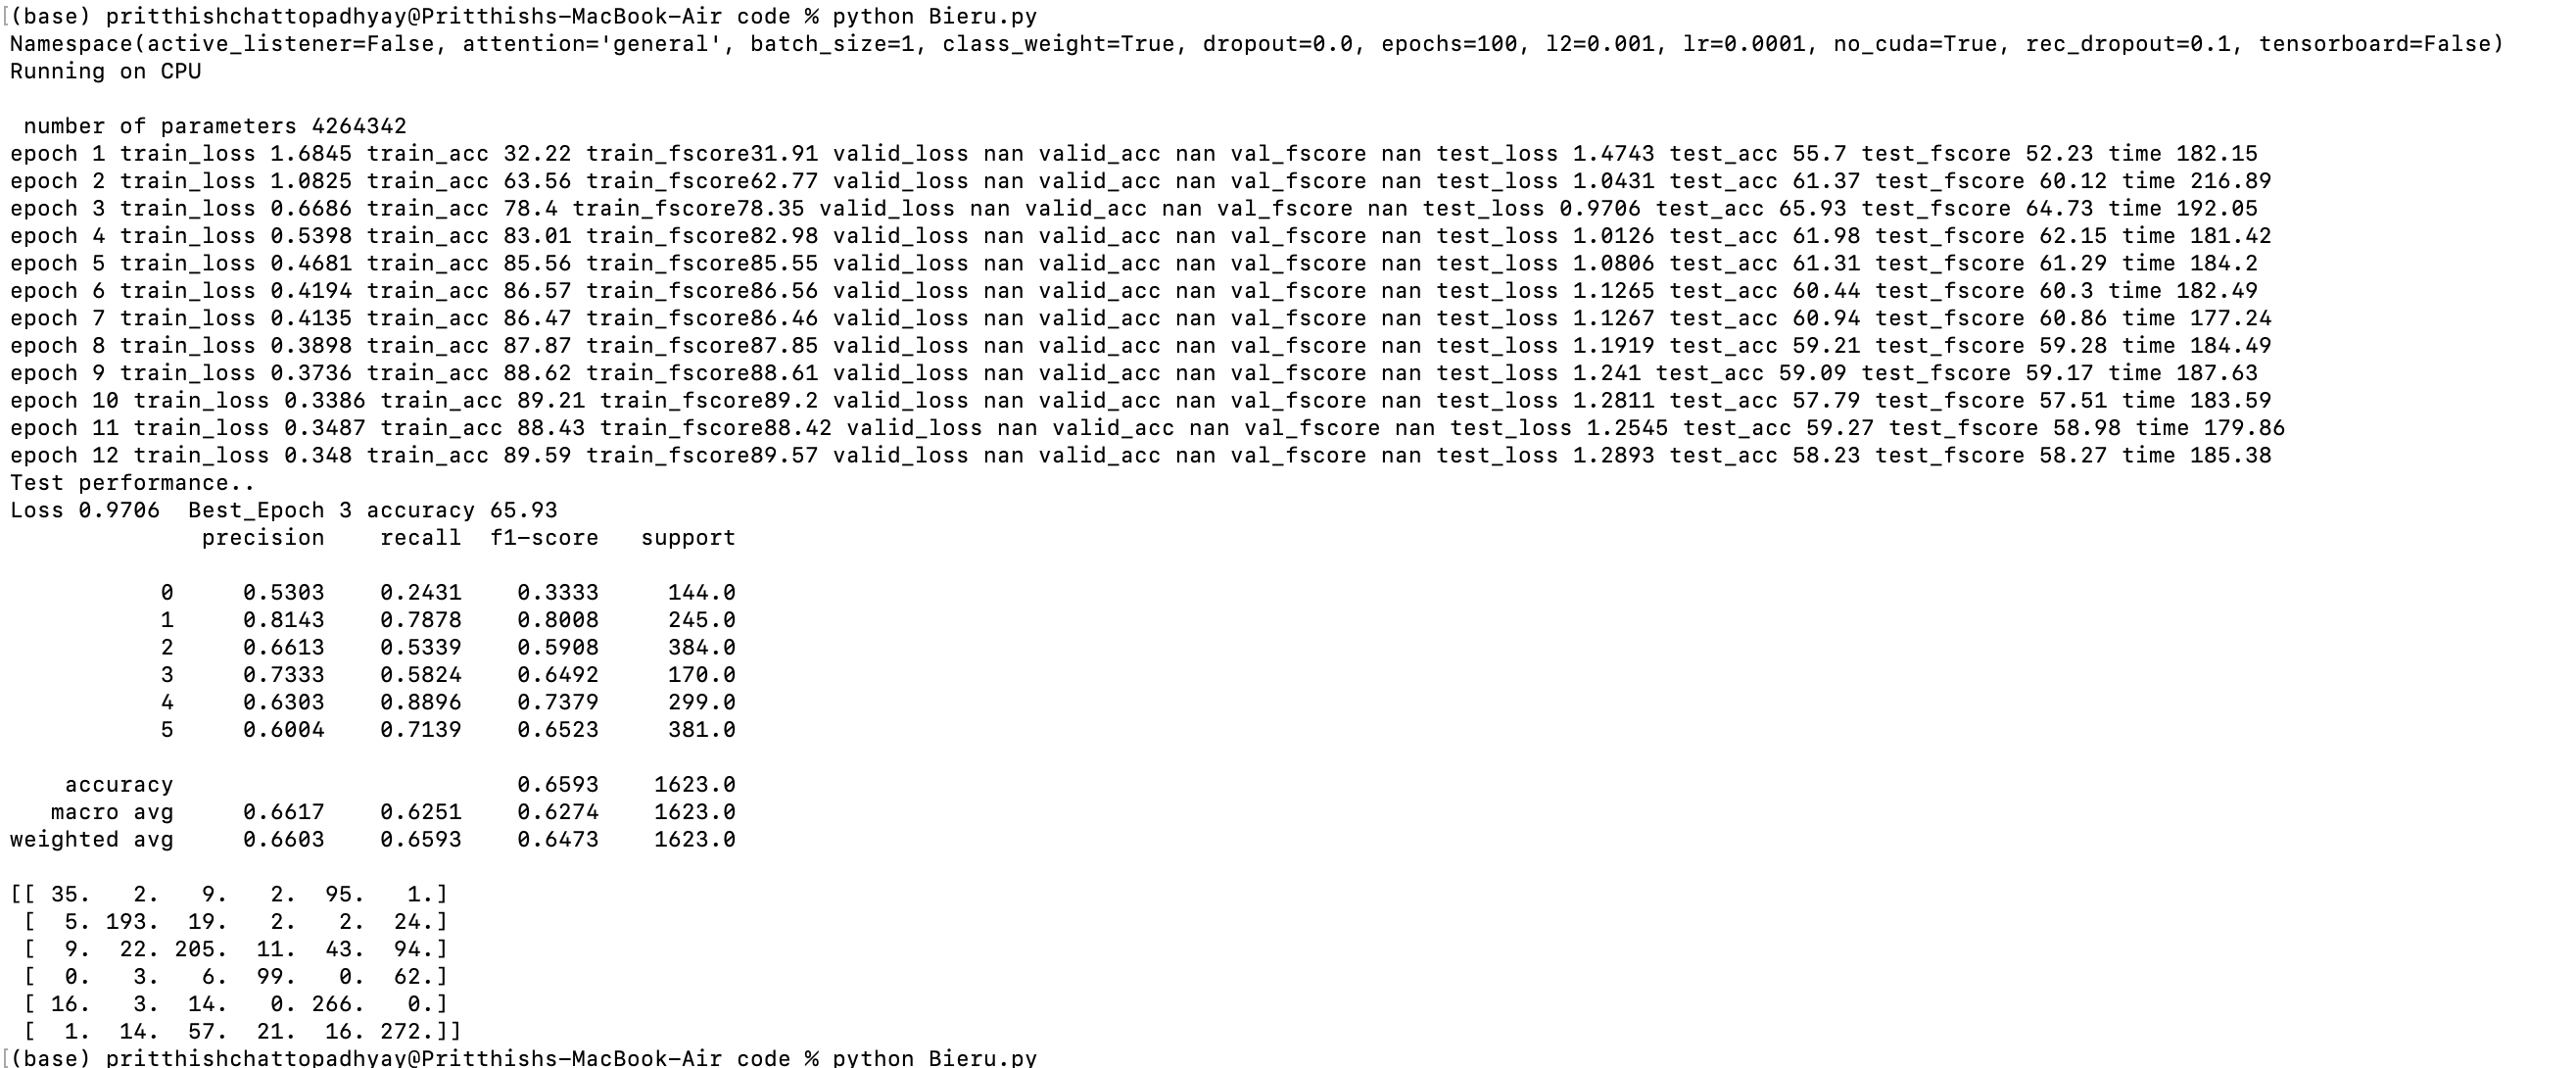 (base) pritthishchattopadhyay@Pritthishs-MacBook-Air code % python Bieru.py
Namespace(active_listener=False, attention='general', batch_size=1, class_weight=True, dropout=0.0, epochs=100, l2=0.001, lr=0.0001, no_cuda=True, rec_dropout=0.1, tensorboard=False)
Running on CPU
number of parameters 4264342
epoch 1 train_loss 1.6845 train_acc 32.22 train_fscore31.91 valid_loss nan valid_acc nan val_fscore nan test_loss 1.4743 test_acc 55.7 test_fscore 52.23 time 182.15
epoch 2 train_loss 1.0825 train_acc 63.56 train_fscore62.77 valid_loss nan valid_acc nan val_fscore nan test_loss 1.0431 test_acc 61.37 test_fscore 60.12 time 216.89
epoch 3 train_loss 0.6686 train_acc 78.4 train_fscore78.35 valid_loss nan valid_acc nan val_fscore nan test_loss 0.9706 test_acc 65.93 test_fscore 64.73 time 192.05
epoch 4 train_loss 0.5398 train_acc 83.01 train_fscore82.98 valid_loss nan valid_acc nan val_fscore nan test_loss 1.0126 test_acc 61.98 test_fscore 62.15 time 181.42
epoch 5 train_loss 0.4681 train_acc 85.56 train_fscore85.55 valid_loss nan valid_acc nan val_fscore nan test_loss 1.0806 test_acc 61.31 test_fscore 61.29 time 184.2
epoch 6 train_loss 0.4194 train_acc 86.57 train_fscore86.56 valid_loss nan valid_acc nan val_fscore nan test_loss 1.1265 test_acc 60.44 test_fscore 60.3 time 182.49
epoch 7 train_loss 0.4135 train_acc 86.47 train_fscore86.46 valid_loss nan valid_acc nan val_fscore nan test_loss 1.1267 test_acc 60.94 test_fscore 60.86 time 177.24
epoch 8 train_loss 0.3898 train_acc 87.87 train_fscore87.85 valid_loss nan valid_acc nan val_fscore nan test_loss 1.1919 test_acc 59.21 test_fscore 59.28 time 184.49
epoch 9 train_loss 0.3736 train_acc 88.62 train_fscore88.61 valid_loss nan valid_acc nan val_fscore nan test_loss 1.241 test_acc 59.09 test_fscore 59.17 time 187.63
epoch 10 train_loss 0.3386 train_acc 89.21 train_fscore89.2 valid_loss nan valid_acc nan val_fscore nan test_loss 1.2811 test_acc 57.79 test_fscore 57.51 time 183.59
epoch 11 train_loss 0.3487 train_acc 88.43 train_fscore88.42 valid_loss nan valid_acc nan val_fscore nan test_loss 1.2545 test_acc 59.27 test_fscore 58.98 time 179.86
epoch 12 train_loss 0.348 train_acc 89.59 train_fscore89.57 valid_loss nan valid_acc nan val_fscore nan test_loss 1.2893 test_acc 58.23 test_fscore 58.27 time 185.38
Test performance..
Loss 0.9706  Best_Epoch 3 accuracy 65.93
precision    recall  f1-score   support
0     0.5303    0.2431    0.3333     144.0
1     0.8143    0.7878    0.8008     245.0
2     0.6613    0.5339    0.5908     384.0
3     0.7333    0.5824    0.6492     170.0
4     0.6303    0.8896    0.7379     299.0
5     0.6004    0.7139    0.6523     381.0
accuracy                         0.6593    1623.0
macro avg     0.6617    0.6251    0.6274    1623.0
weighted avg     0.6603    0.6593    0.6473    1623.0
[[ 35.   2.   9.   2.  95.   1.]
[  5. 193.  19.   2.   2.  24.]
[  9.  22. 205.  11.  43.  94.]
[  0.   3.   6.  99.   0.  62.]
[ 16.   3.  14.   0. 266.   0.]
[  1.  14.  57.  21.  16. 272.]]
(base) pritthishchattopadhyay@Pritthishs-MacBook-Air code % python Bieru.py